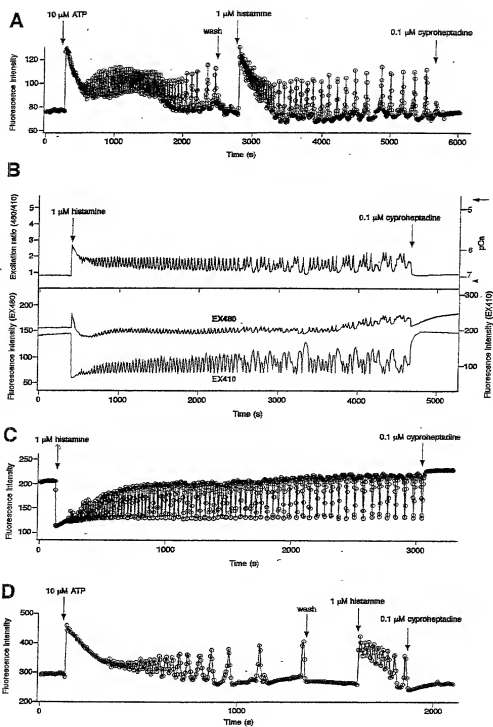 A
10 µM ATP
1 µM histamine
wash
0.1 µM cyproheptadine
Fluorescence Intensity
120
100
80
60
0
1000
2000
3000
4000
5000
6000
Time (s)
B
1 µM histamine
0.1 µM cyproheptadine
Excitation ratio (480/410)
5
4
3
2
1
5
6
7
pCa
Fluorescence Intensity (EX480)
200
150
100
50
EX480
EX410
300
200
100
Fluorescence Intensity (EX410)
0
1000
2000
3000
4000
5000
Time (s)
C
1 µM histamine
0.1 µM cyproheptadine
Fluorescence Intensity
250
200
150
100
0
1000
2000
3000
Time (s)
D
10 µM ATP
wash
1 µM histamine
0.1 µM cyproheptadine
Fluorescence Intensity
500
400
300
200
0
1000
2000
Time (s)